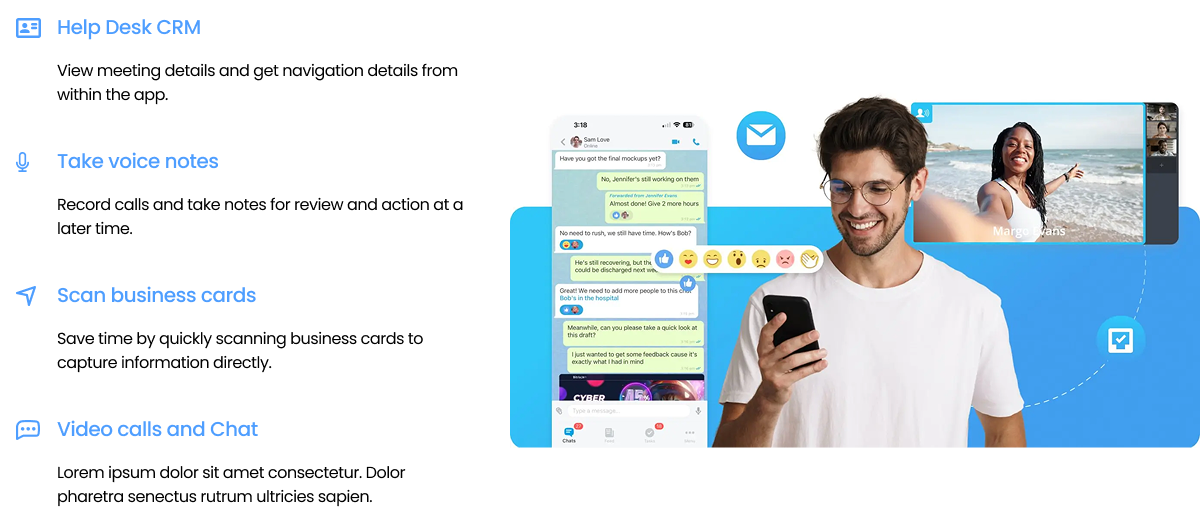 Help Desk CRM
View meeting details and get navigation details from
within the app.
Take voice notes
Record calls and take notes for review and action at a
later time.
Scan business cards
Save time by quickly scanning business cards to
capture information directly.
Video calls and Chat
Lorem ipsum dolor sit amet consectetur. Dolor
pharetra senectus rutrum ultricies sapien.
3:18
Sam Love
Online
Have you got the final mockups yet?
No, Jennifer's still working on them
Forwarded from Jennifer Evans
Almost done! Give 2 more hours
No need to rush, we still have time. How's Bob?
He's still recovering, but the
could be discharged next wee
Great! We need to add more people to this chat
Bob's in the hospital
Meanwhile, can you please take a quick look at
this draft?
I just wanted to get some feedback cause it's
exactly what I had in mind
CYBER
Type a message...
Chats
Menu
Margo Evans